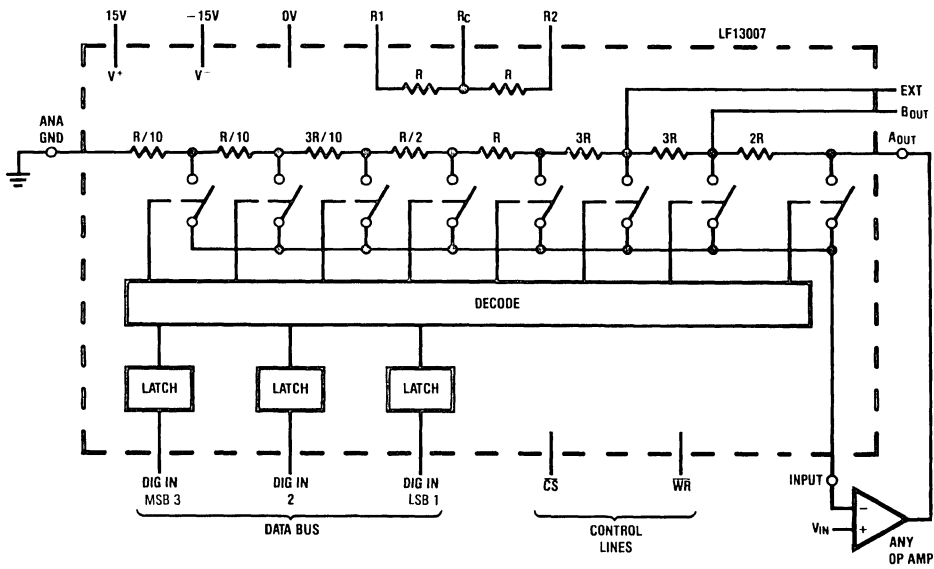 15V -15V 0V R1 RC R2
LF13007
V+ V-
R R
EXT
BOUT
ANA GND
R/10 R/10 3R/10 R/2 R 3R 3R 2R
AOUT
DECODE
LATCH LATCH LATCH
DIG IN MSB 3
DIG IN 2
DIG IN LSB 1
CS WR
INPUT
DATA BUS
CONTROL LINES
VIN
- +
ANY OP AMP